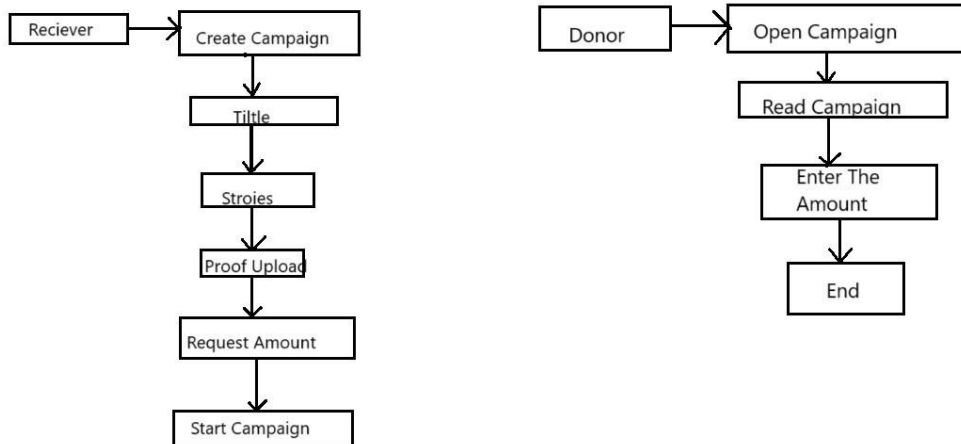 Reciever
Create Campaign
Tiltle
Stroies
Proof Upload
Request Amount
Start Campaign
Donor
Open Campaign
Read Campaign
Enter The
Amount
End